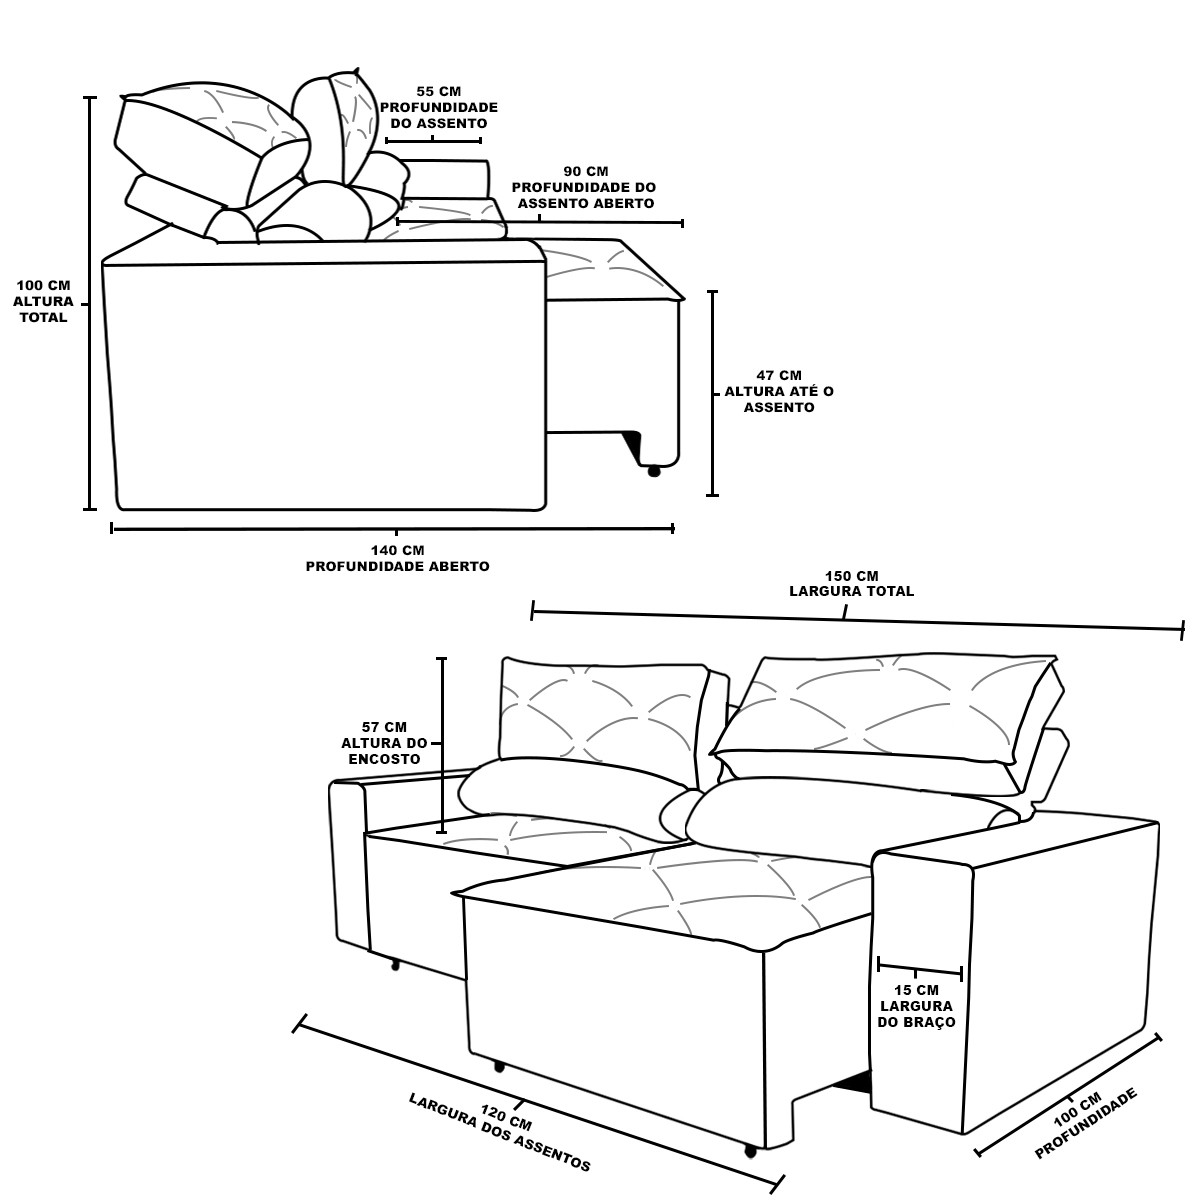 55 CM
PROFUNDIDADE
DO ASSENTO
90 CM
PROFUNDIDADE DO
ASSENTO ABERTO
100 CM
ALTURA
TOTAL
47 CM
ALTURA ATÉ O
ASSENTO
140 CM
PROFUNDIDADE ABERTO
150 CM
LARGURA TOTAL
57 CM
ALTURA DO
ENCOSTO
15 CM
LARGURA
DO BRAÇO
120 CM
LARGURA DOS ASSENTOS
100 CM
PROFUNDIDADE